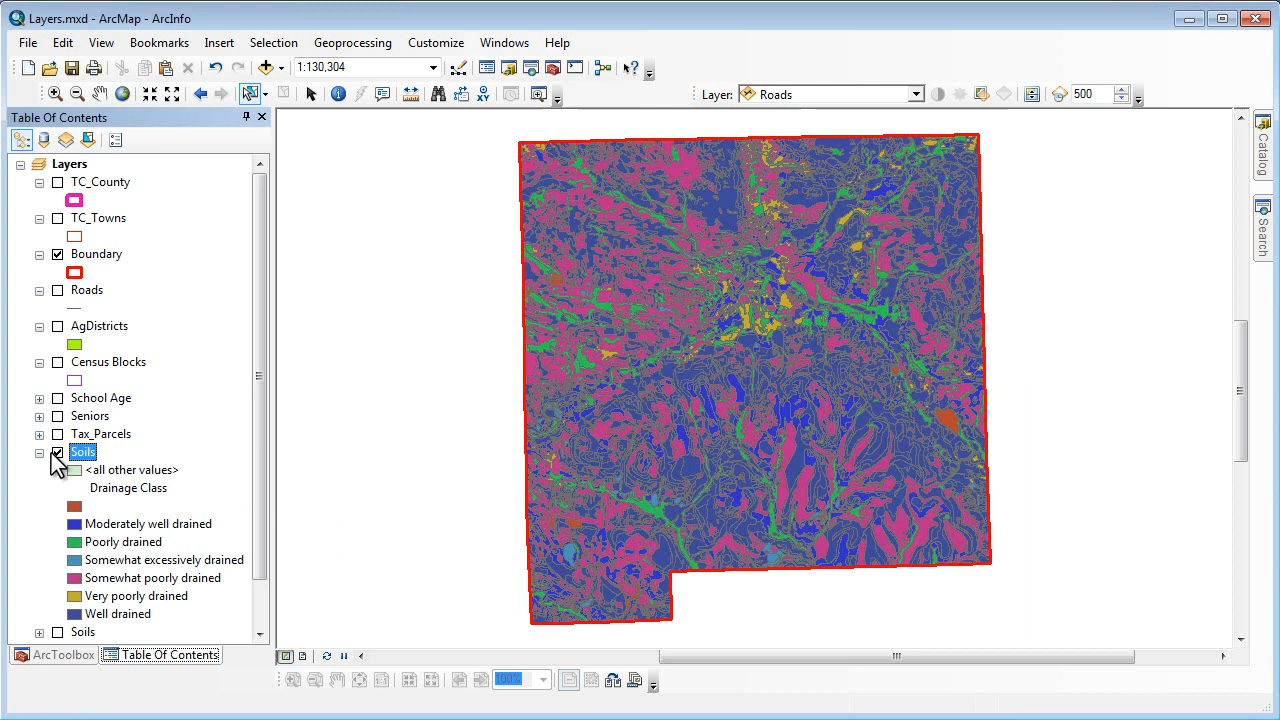 Layers.mxd - ArcMap - ArcInfo
File Edit View Bookmarks Insert Selection Geoprocessing Customize Windows Help
1:130,304
Layer: Roads 500
Table Of Contents
Layers
TC_County
TC_Towns
Boundary
Roads
AgDistricts
Census Blocks
School Age
Seniors
Tax_Parcels
Soils
<all other values>
Drainage Class
Moderately well drained
Poorly drained
Somewhat excessively drained
Somewhat poorly drained
Very poorly drained
Well drained
Soils
ArcToolbox Table Of Contents
100%
Catalog
Search